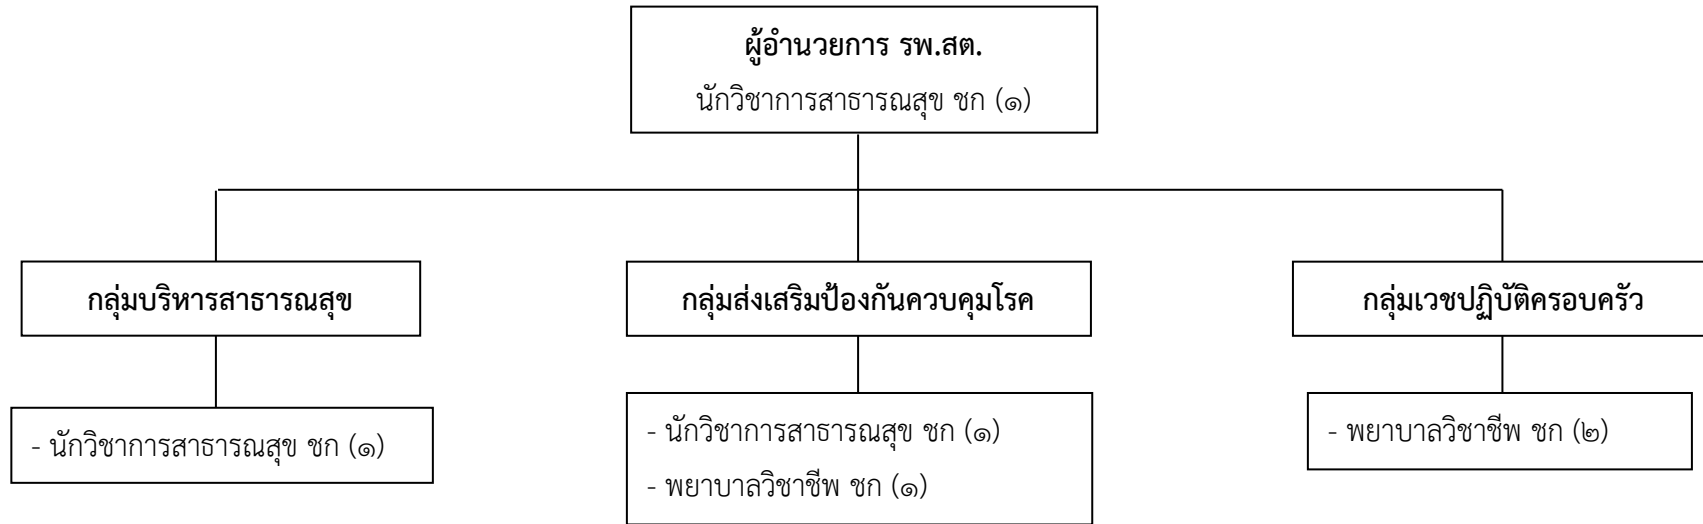 ผู้อำนวยการ รพ.สต.
นักวิชาการสาธารณสุข ชก (๑)
กลุ่มบริหารสาธารณสุข
- นักวิชาการสาธารณสุข ชก (๑)
กลุ่มส่งเสริมป้องกันควบคุมโรค
- นักวิชาการสาธารณสุข ชก (๑)
- พยาบาลวิชาชีพ ชก (๑)
กลุ่มเวชปฏิบัติครอบครัว
- พยาบาลวิชาชีพ ชก (๒)